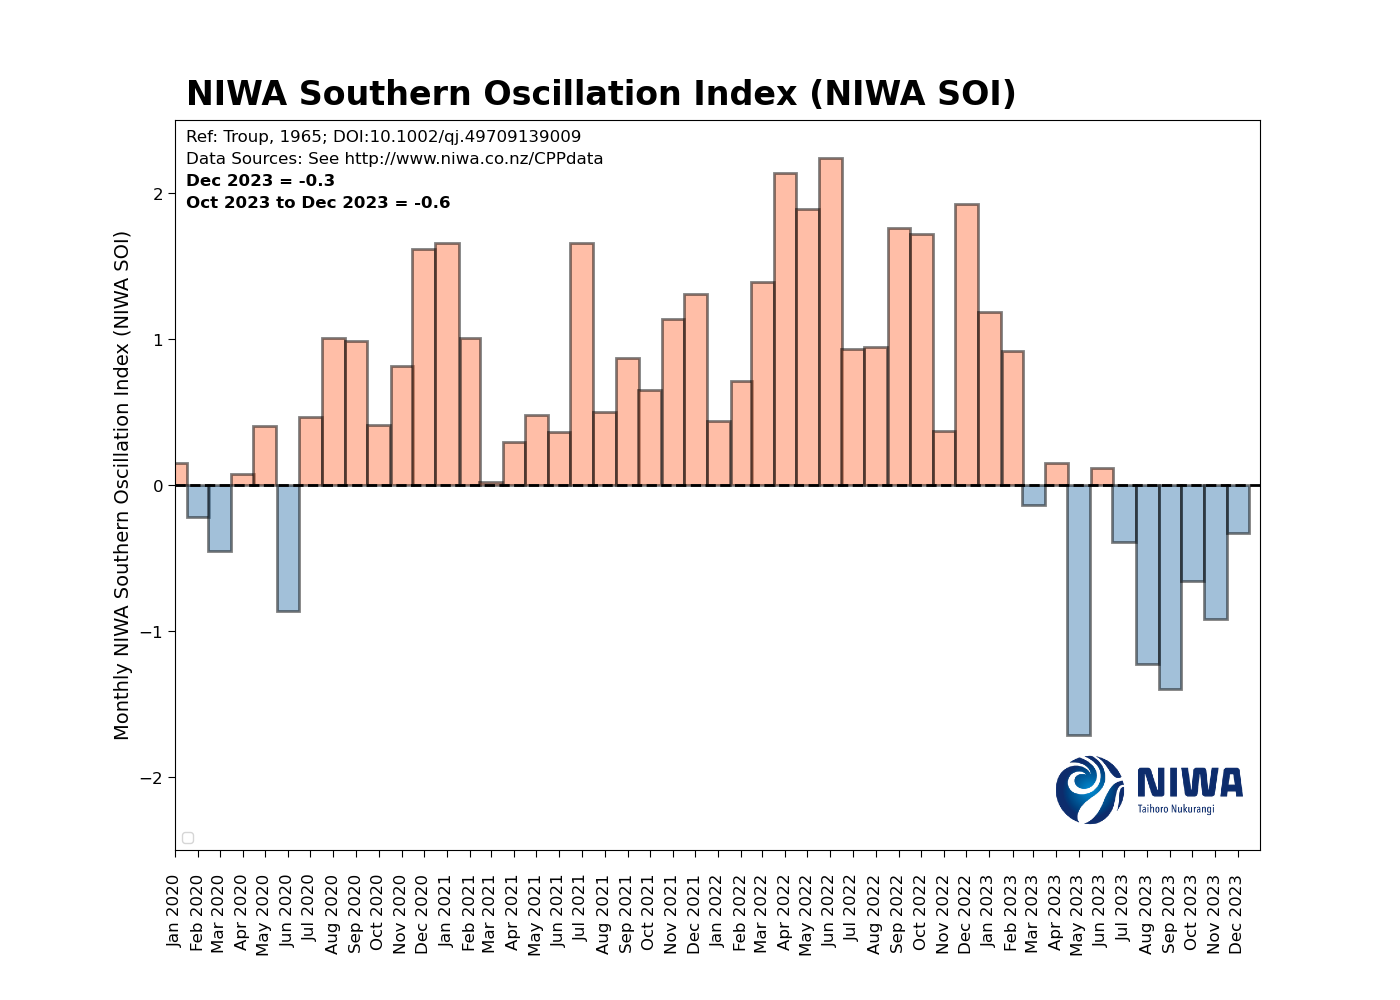 NIWA Southern Oscillation Index (NIWA SOI)
Ref: Troup, 1965; DOI:10.1002/qj.49709139009
Data Sources: See http://www.niwa.co.nz/CPPdata
Dec 2023 = -0.3
Oct 2023 to Dec 2023 = -0.6
Monthly NIWA Southern Oscillation Index (NIWA SOI)
2
1
0
−1
−2
NIWA
Taihoro Nukurangi
Jan 2020
Feb 2020
Mar 2020
Apr 2020
May 2020
Jun 2020
Jul 2020
Aug 2020
Sep 2020
Oct 2020
Nov 2020
Dec 2020
Jan 2021
Feb 2021
Mar 2021
Apr 2021
May 2021
Jun 2021
Jul 2021
Aug 2021
Sep 2021
Oct 2021
Nov 2021
Dec 2021
Jan 2022
Feb 2022
Mar 2022
Apr 2022
May 2022
Jun 2022
Jul 2022
Aug 2022
Sep 2022
Oct 2022
Nov 2022
Dec 2022
Jan 2023
Feb 2023
Mar 2023
Apr 2023
May 2023
Jun 2023
Jul 2023
Aug 2023
Sep 2023
Oct 2023
Nov 2023
Dec 2023